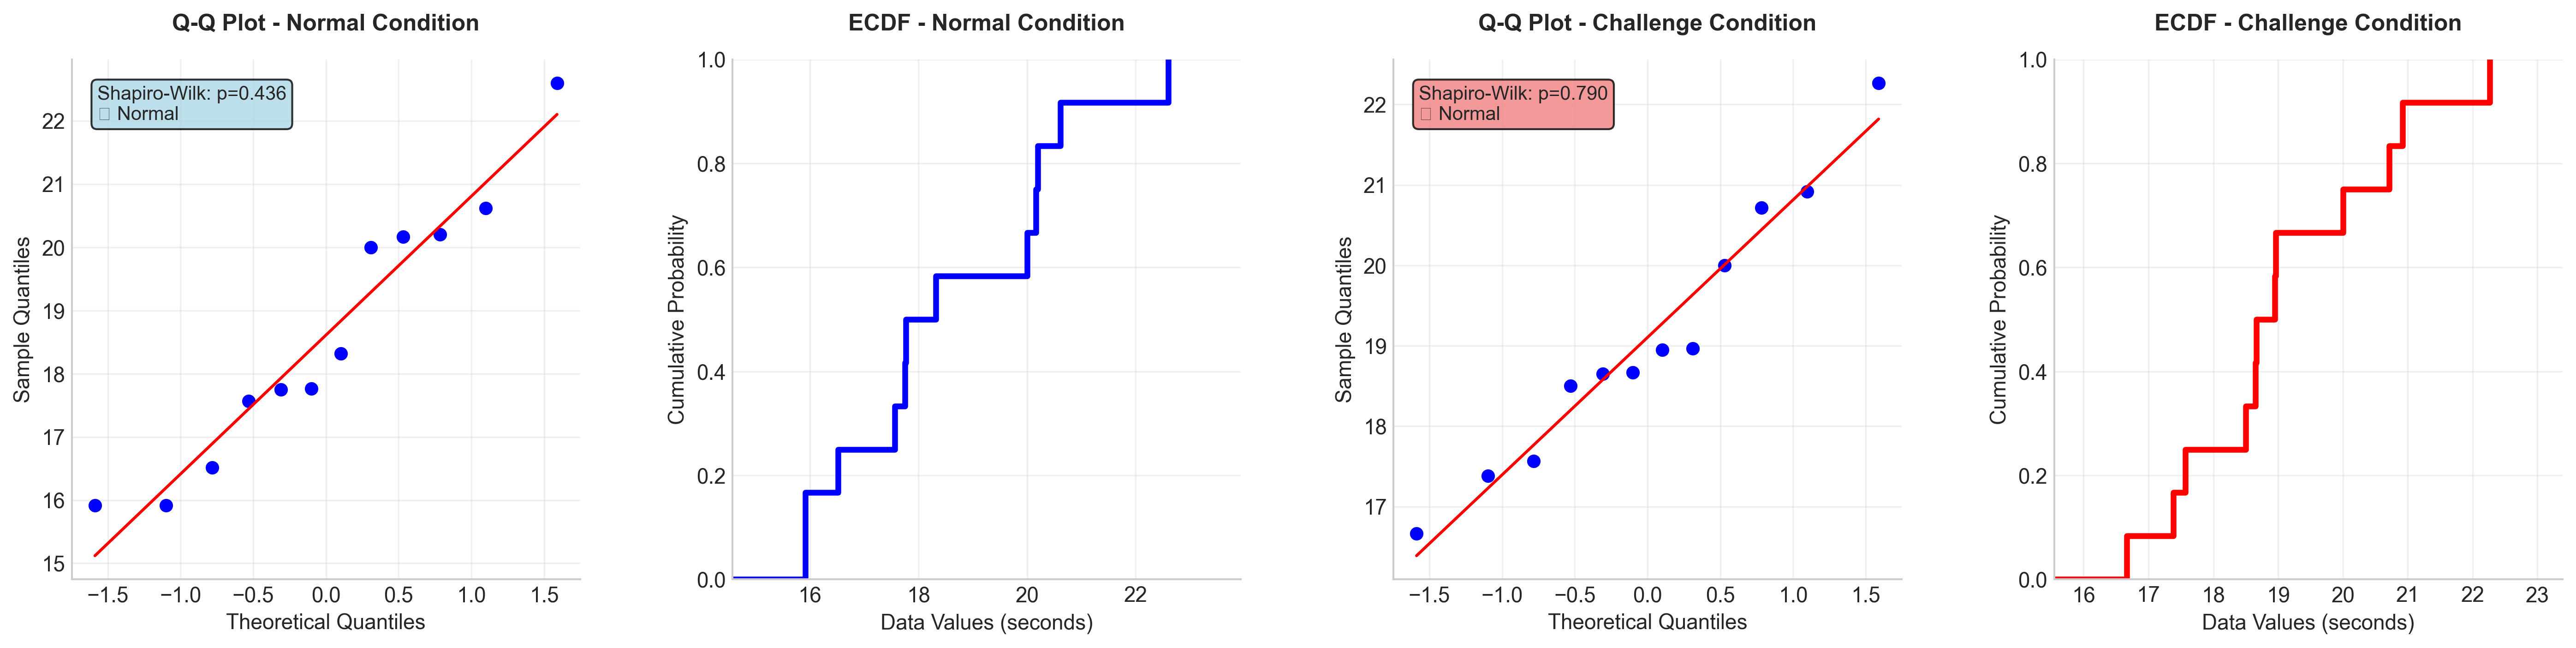 Q-Q Plot - Normal Condition
Shapiro-Wilk: p=0.436
▯ Normal
22
21
20
19
18
17
16
15
Sample Quantiles
−1.5 −1.0 −0.5 0.0 0.5 1.0 1.5
Theoretical Quantiles
ECDF - Normal Condition
1.0
0.8
0.6
0.4
0.2
0.0
Cumulative Probability
16 18 20 22
Data Values (seconds)
Q-Q Plot - Challenge Condition
Shapiro-Wilk: p=0.790
▯ Normal
22
21
20
19
18
17
Sample Quantiles
−1.5 −1.0 −0.5 0.0 0.5 1.0 1.5
Theoretical Quantiles
ECDF - Challenge Condition
1.0
0.8
0.6
0.4
0.2
0.0
Cumulative Probability
16 17 18 19 20 21 22 23
Data Values (seconds)